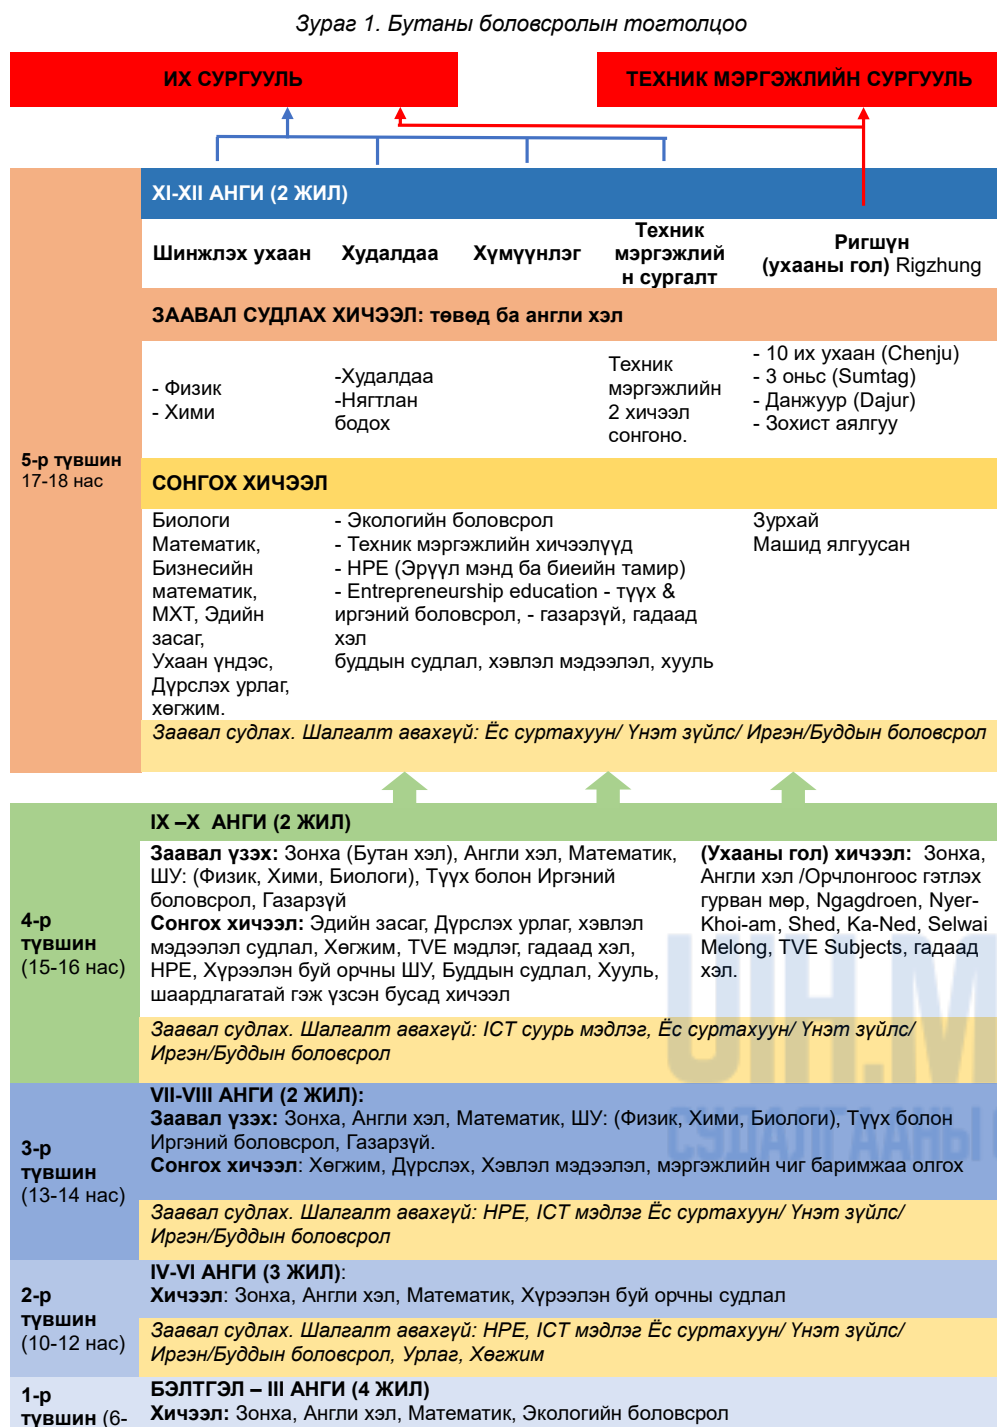 Зураг 1. Бутаны боловсролын тогтолцоо
ИХ СУРГУУЛЬ
ТЕХНИК МЭРГЭЖЛИЙН СУРГУУЛЬ
XI-XII АНГИ (2 ЖИЛ)
Шинжлэх ухаан
Худалдаа
Хүмүүнлэг
Техник
мэргэжлий
н сургалт
Ригшүн
(ухааны гол) Rigzhung
ЗААВАЛ СУДЛАХ ХИЧЭЭЛ: төвөд ба англи хэл
- Физик
- Хими
-Худалдаа
-Нягтлан
бодох
Техник
мэргэжлийн
2 хичээл
сонгоно.
- 10 их ухаан (Chenju)
- 3 оньс (Sumtag)
- Данжуур (Dajur)
- Зохист аялгуу
5-р түвшин
17-18 нас
СОНГОХ ХИЧЭЭЛ
Биологи
Математик,
Бизнесийн
математик,
МХТ, Эдийн
засаг,
Ухаан үндэс,
Дүрслэх урлаг,
хөгжим.
- Экологийн боловсрол
- Техник мэргэжлийн хичээлүүд
- HPE (Эрүүл мэнд ба биеийн тамир)
- Entrepreneurship education - түүх &
иргэний боловсрол, - газарзүй, гадаад
хэл
буддын судлал, хэвлэл мэдээлэл, хууль
Зурхай
Машид ялгуусан
Заавал судлах. Шалгалт авахгүй: Ёс суртахуун/ Үнэт зүйлс/ Иргэн/Буддын боловсрол
IX –X АНГИ (2 ЖИЛ)
4-р
түвшин
(15-16 нас)
Заавал үзэх: Зонха (Бутан хэл), Англи хэл, Математик,
ШУ: (Физик, Хими, Биологи), Түүх болон Иргэний
боловсрол, Газарзүй
Сонгох хичээл: Эдийн засаг, Дүрслэх урлаг, хэвлэл
мэдээлэл судлал, Хөгжим, TVE мэдлэг, гадаад хэл,
HPE, Хүрээлэн буй орчны ШУ, Буддын судлал, Хууль,
шаардлагатай гэж үзсэн бусад хичээл
(Ухааны гол) хичээл: Зонха,
Англи хэл /Орчлонгоос гэтлэх
гурван мөр, Ngagdroen, Nyer-
Khoi-am, Shed, Ka-Ned, Selwai
Melong, TVE Subjects, гадаад
хэл.
Заавал судлах. Шалгалт авахгүй: ICT суурь мэдлэг, Ёс суртахуун/ Үнэт зүйлс/
Иргэн/Буддын боловсрол
UIH.M
СУДАЛГААНЫ
3-р
түвшин
(13-14 нас)
VII-VIII АНГИ (2 ЖИЛ):
Заавал үзэх: Зонха, Англи хэл, Математик, ШУ: (Физик, Хими, Биологи), Түүх болон
Иргэний боловсрол, Газарзүй.
Сонгох хичээл: Хөгжим, Дүрслэх, Хэвлэл мэдээлэл, мэргэжлийн чиг баримжаа олгох
Заавал судлах. Шалгалт авахгүй: HPE, ICT мэдлэг Ёс суртахуун/ Үнэт зүйлс/
Иргэн/Буддын боловсрол
2-р
түвшин
(10-12 нас)
IV-VI АНГИ (3 ЖИЛ):
Хичээл: Зонха, Англи хэл, Математик, Хүрээлэн буй орчны судлал
Заавал судлах. Шалгалт авахгүй: HPE, ICT мэдлэг Ёс суртахуун/ Үнэт зүйлс/
Иргэн/Буддын боловсрол, Урлаг, Хөгжим
1-р
түвшин (6-
БЭЛТГЭЛ – III АНГИ (4 ЖИЛ)
Хичээл: Зонха, Англи хэл, Математик, Экологийн боловсрол